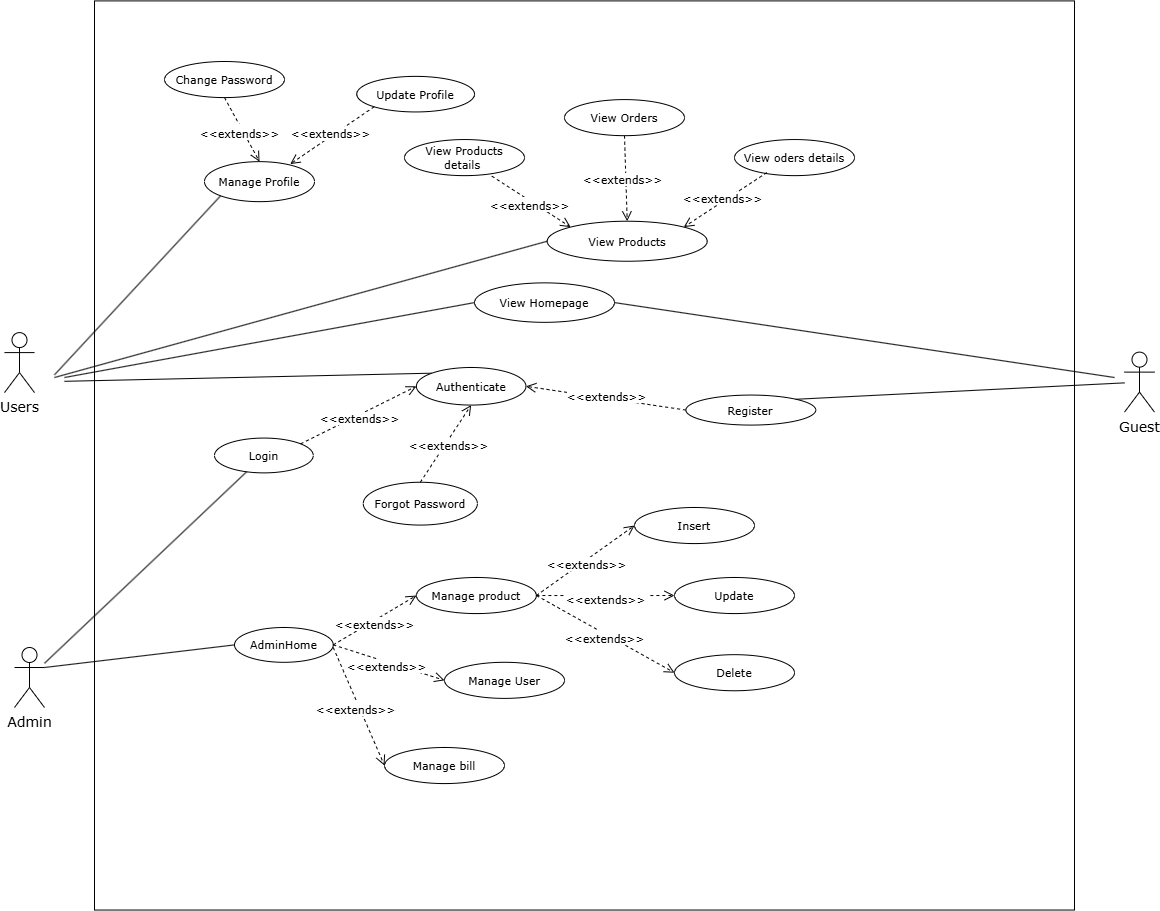 Change Password
Update Profile
View Orders
<<extends>>
<<extends>>
View Products
details
View oders details
Manage Profile
<<extends>>
<<extends>>
<<extends>>
View Products
View Homepage
Users
Authenticate
<<extends>>
Register
Guest
<<extends>>
<<extends>>
Login
Forgot Password
Insert
<<extends>>
Manage product
<<extends>>
Update
<<extends>>
<<extends>>
AdminHome
<<extends>>
Delete
Manage User
Admin
<<extends>>
Manage bill